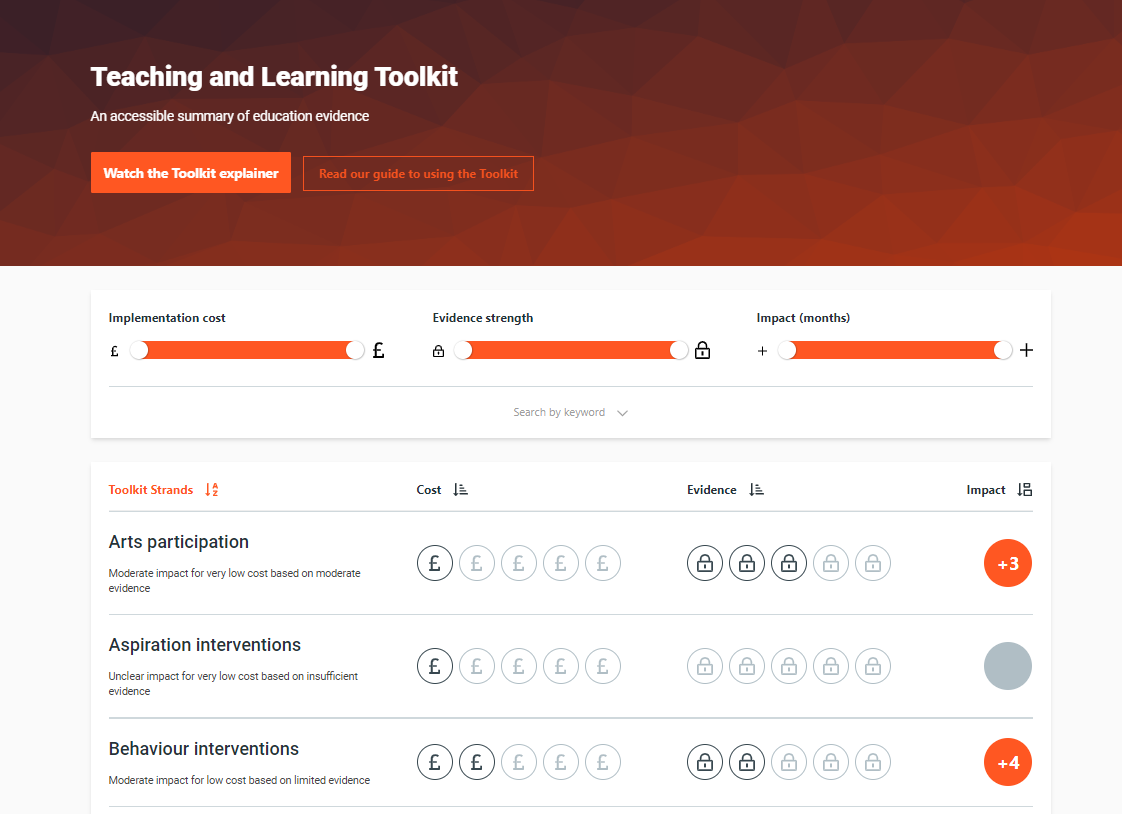 Teaching and Learning Toolkit
An accessible summary of education evidence
Watch the Toolkit explainer
Read our guide to using the Toolkit
Implementation cost
Evidence strength
Impact (months)
£
£
+
+
Search by keyword
Toolkit Strands
Cost
Evidence
Impact
Arts participation
Moderate impact for very low cost based on moderate
evidence
£ £ £ £ £
+3
Aspiration interventions
Unclear impact for very low cost based on insufficient
evidence
£ £ £ £ £
Behaviour interventions
Moderate impact for low cost based on limited evidence
£ £ £ £ £
+4